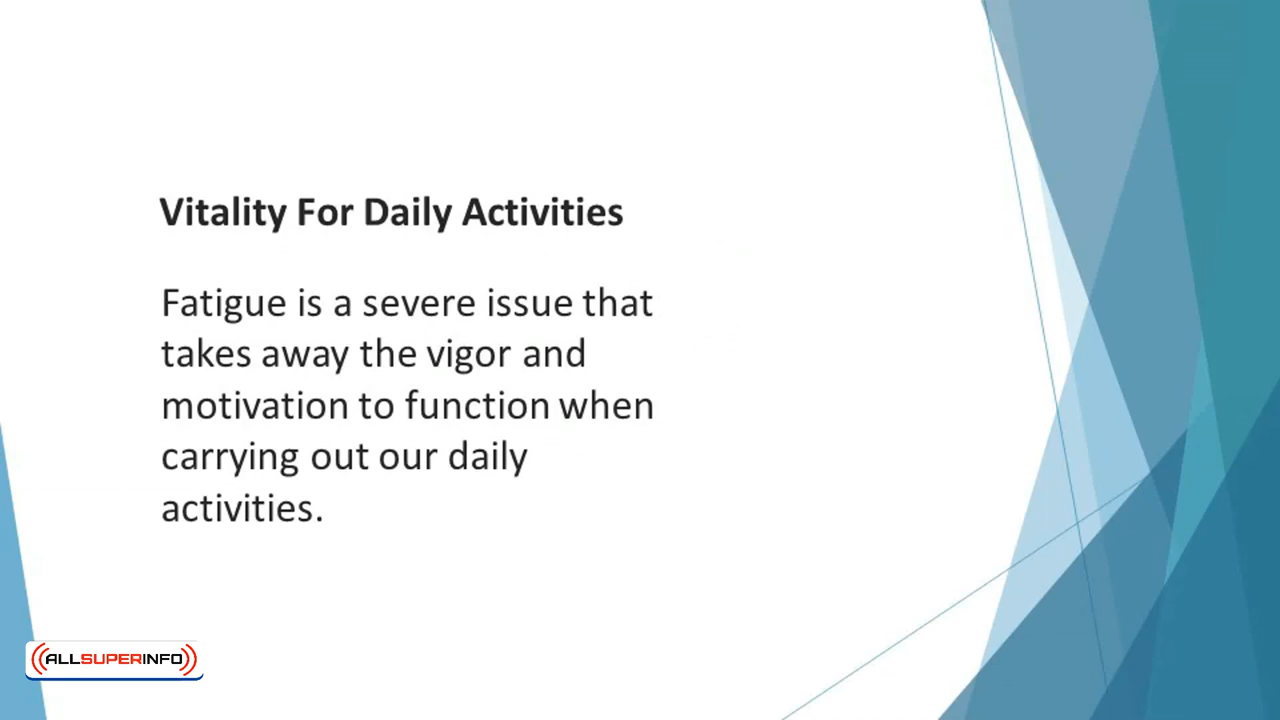 Vitality For Daily Activities
Fatigue is a severe issue that
takes away the vigor and
motivation to function when
carrying out our daily
activities.
ALLSUPERINFO